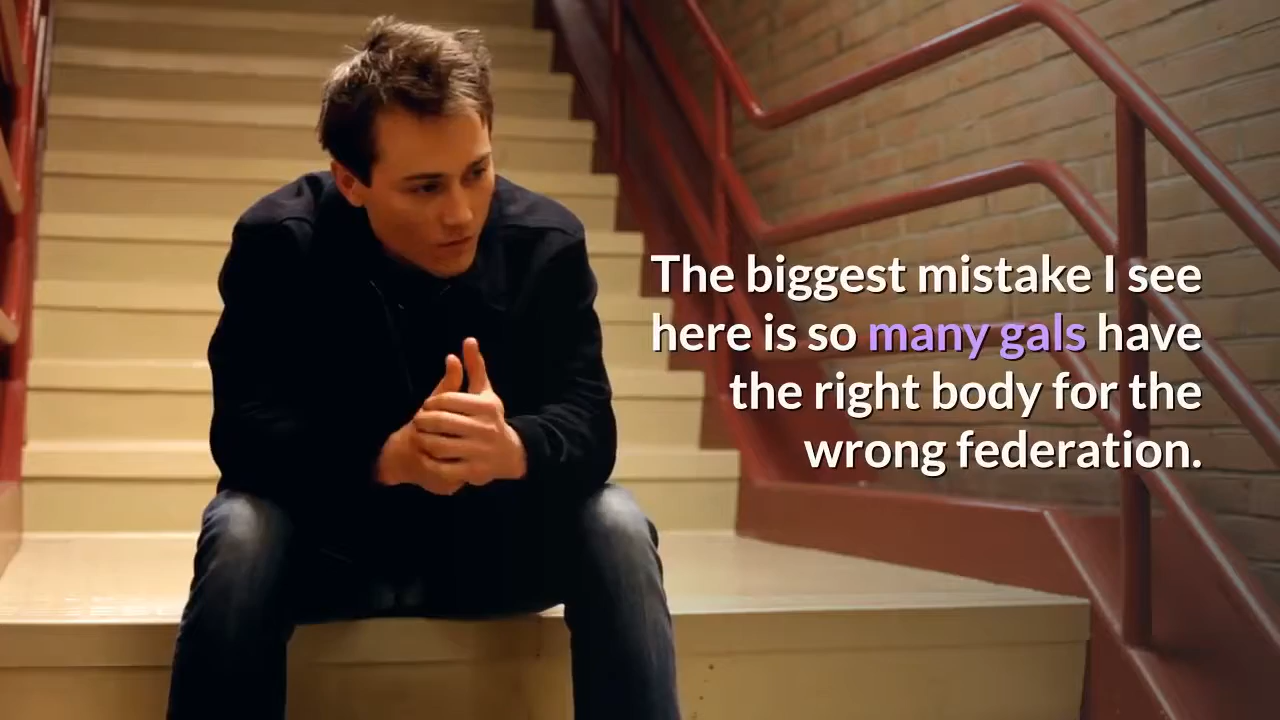 The biggest mistake I see
here is so many gals have
the right body for the
wrong federation.